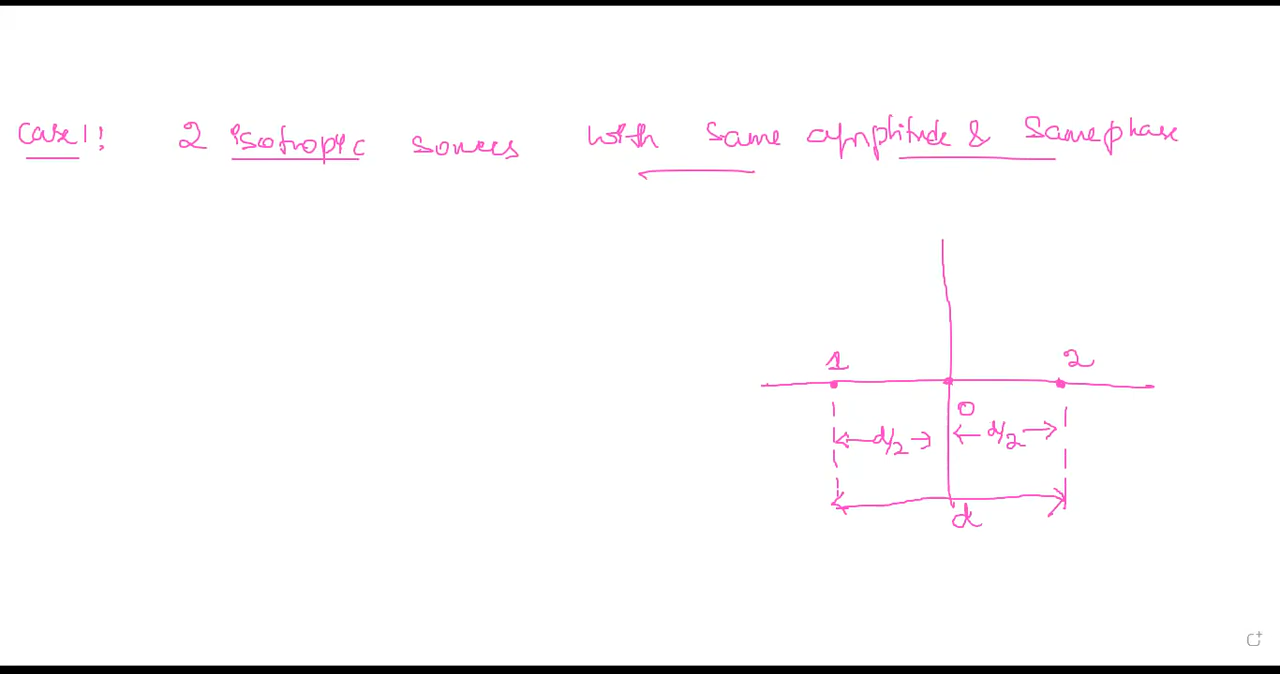 Case 1: 2 isotropic sources with same amplitude & same phase
1 2
O
d/2 d/2
d